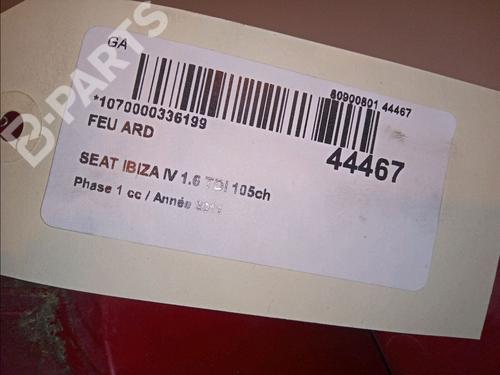 B-PARTS
GA
80900801 44467
*1070000336199
FEU ARD
44467
SEAT IBIZA IV 1.6 TDI 105ch
Phase 1 cc / Année